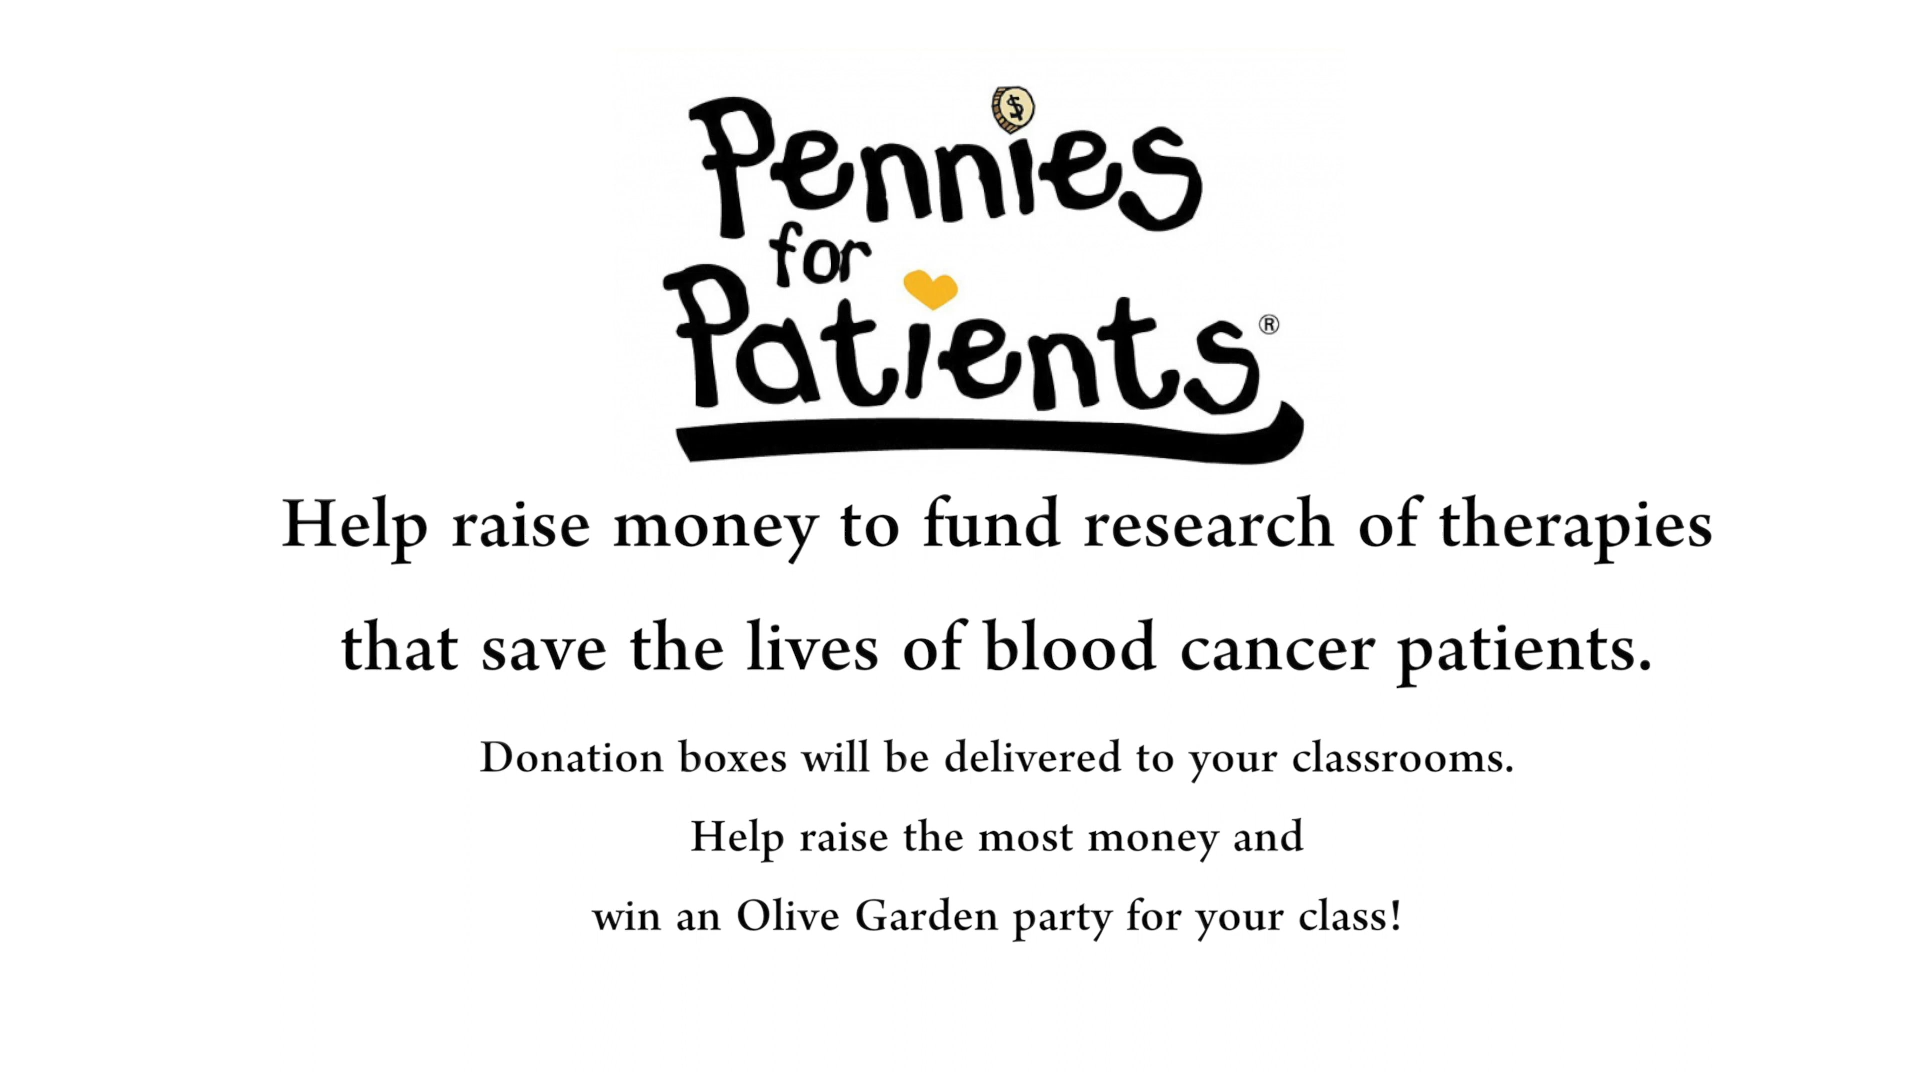 Pennies
for
Patients®
Help raise money to fund research of therapies
that save the lives of blood cancer patients.
Donation boxes will be delivered to your classrooms.
Help raise the most money and
win an Olive Garden party for your class!